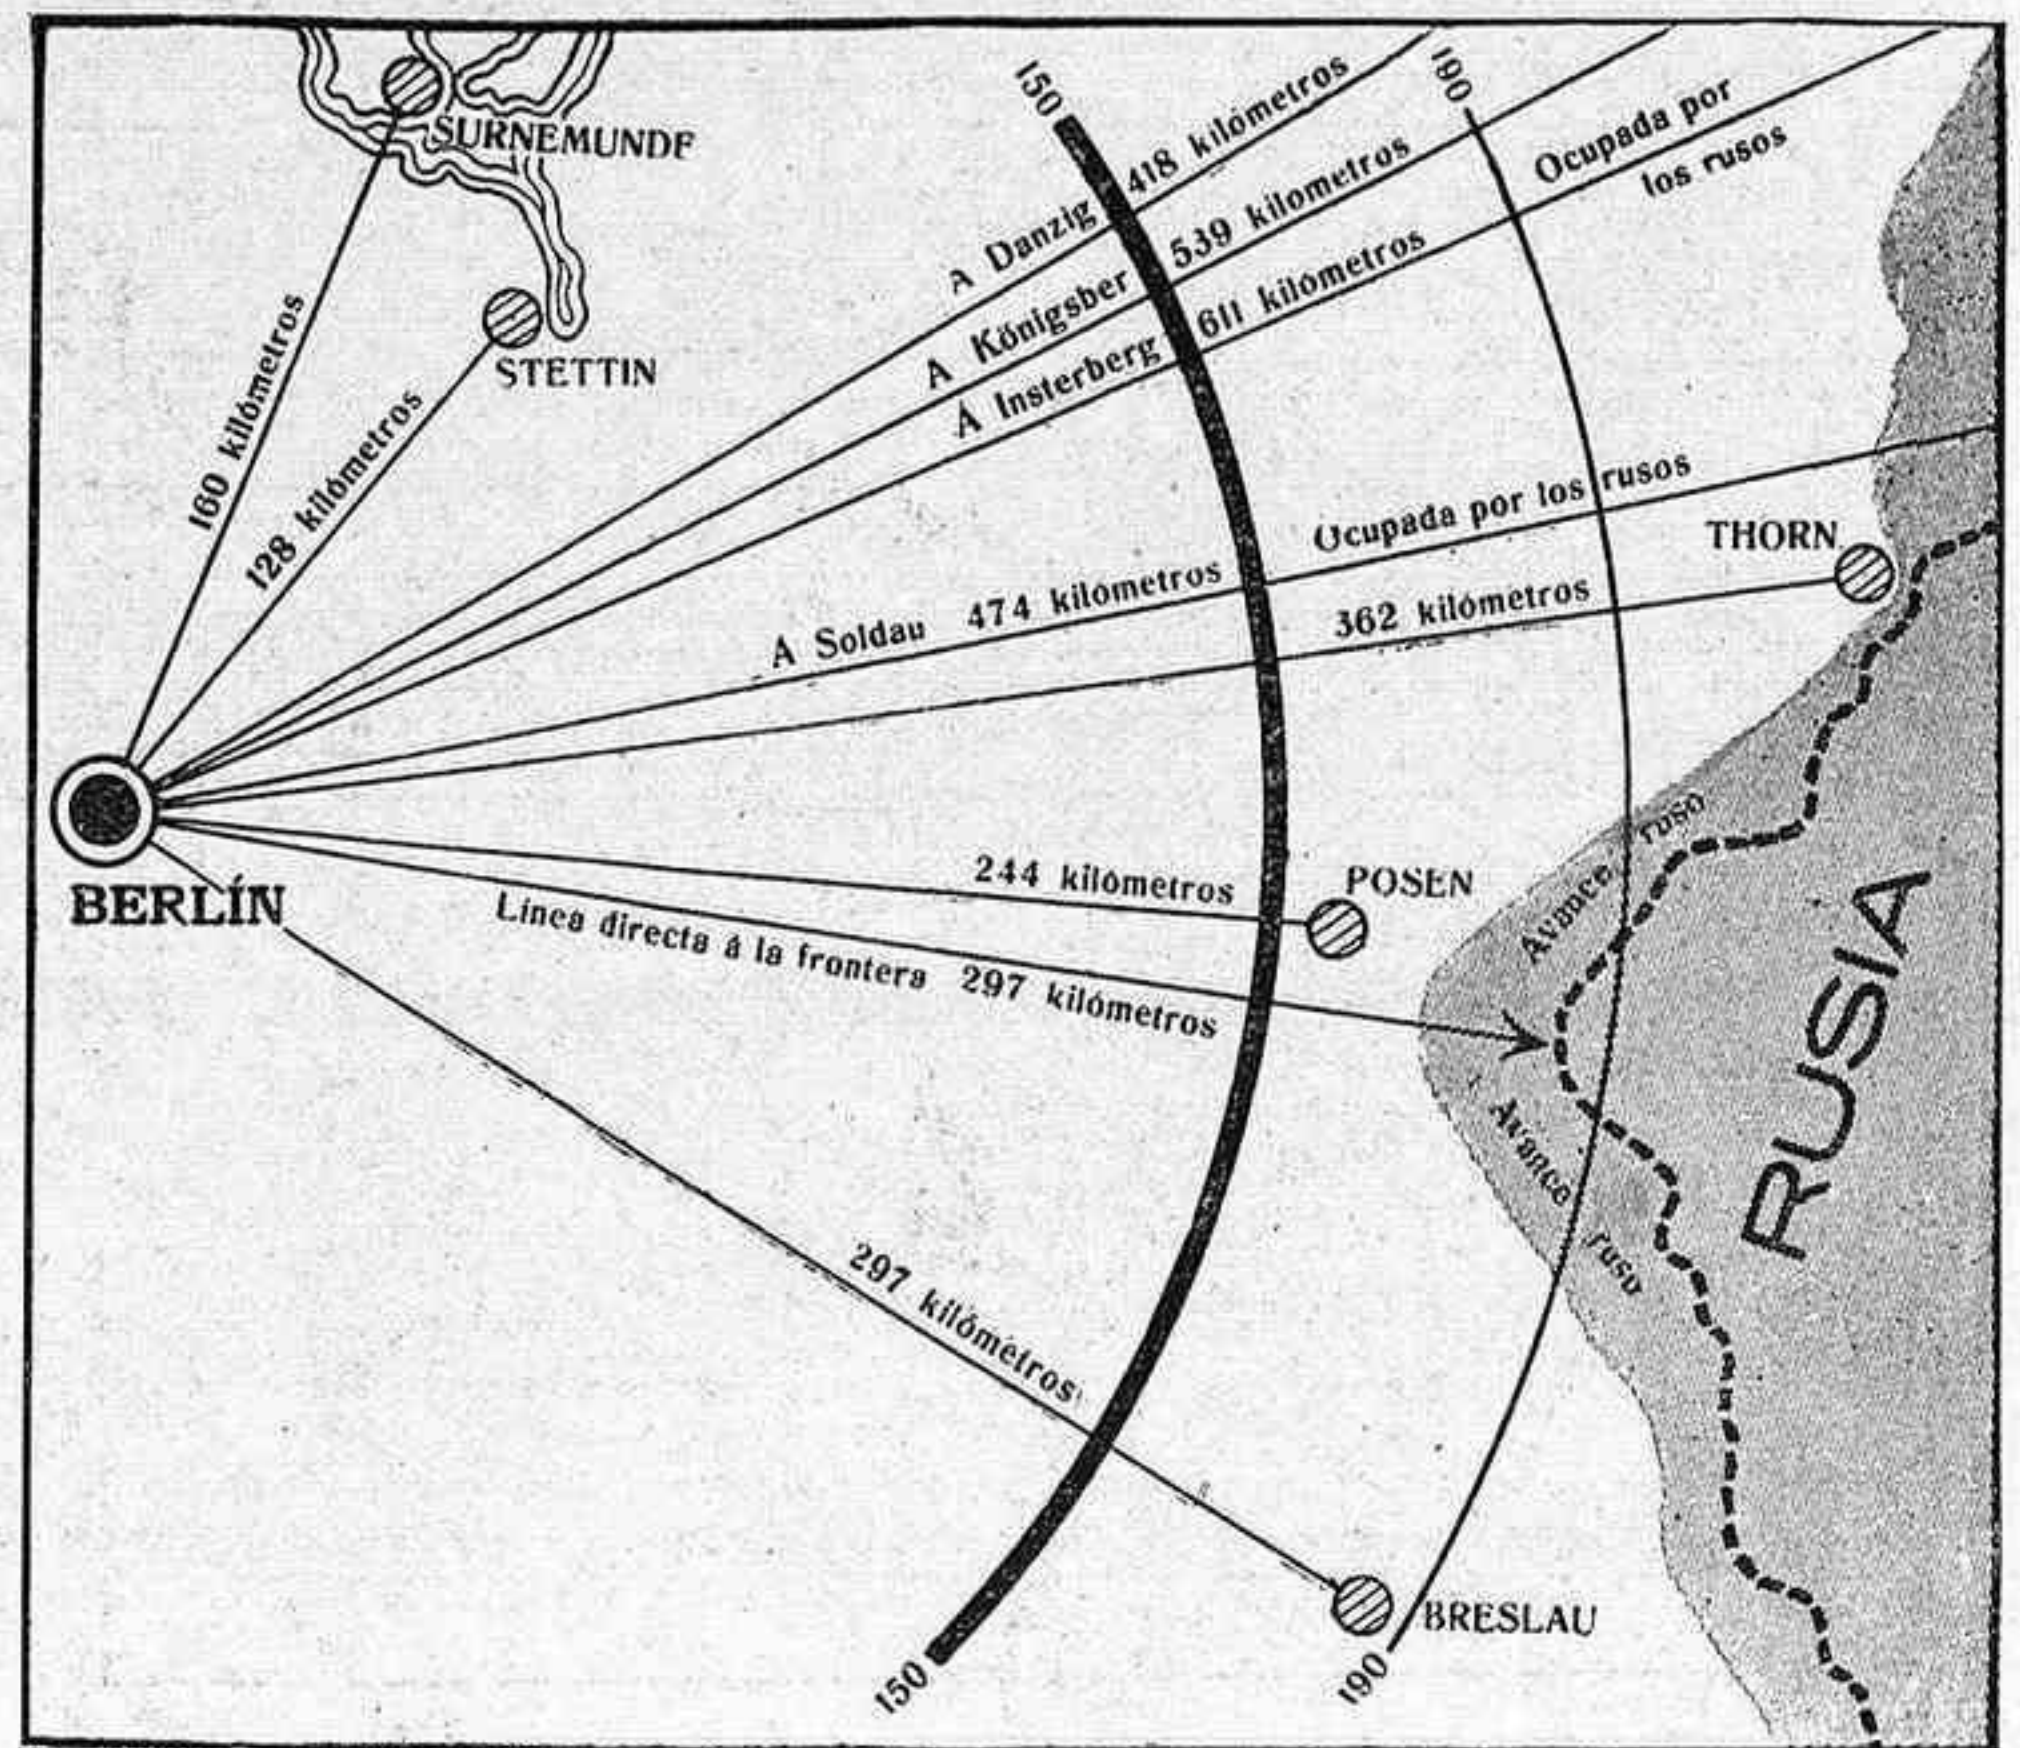 SURNEMUNDE
STETTIN
160 kilómetros
128 kilómetros
150
190
A Danzig 418 kilómetros
A Königsber 539 kilometros
A Insterberg 611 kilómetros
Ocupada por
los rusos
A Soldau 474 kilometros Ocupada por los rusos
THORN
362 kilómetros
BERLÍN
244 kilómetros
POSEN
Línea directa á la frontera 297 kilómetros
Avance ruso
Avance ruso
RUSIA
297 kilómetros
BRESLAU
150
190